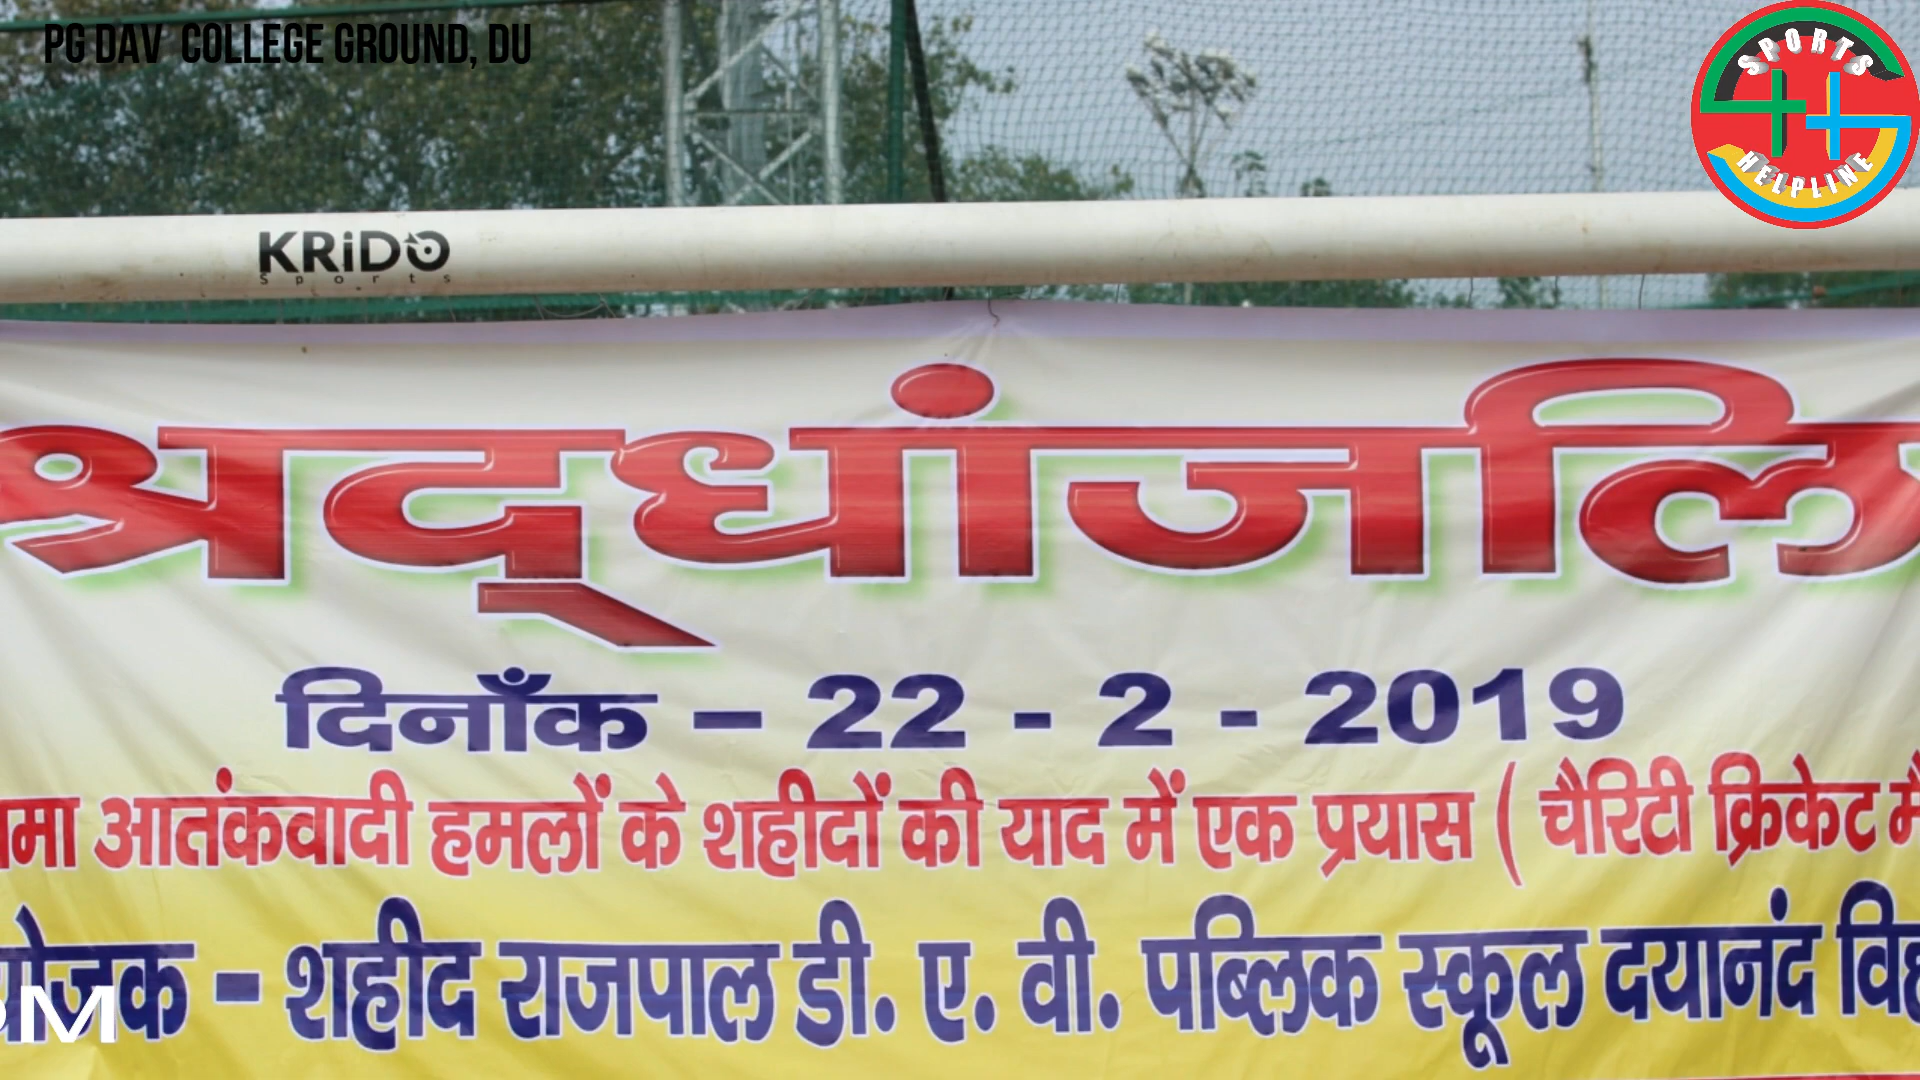 PG DAV COLLEGE GROUND, DU
SPORTS
HELPLINE
KRiDO
Sports
श्रद्‌धांजलि
दिनाँक – 22 - 2 - 2019
आतंकवादी हमलों के शहीदों की याद में एक प्रयास ( चैरिटी क्रिकेट
- शहीद राजपाल डी. ए. वी. पब्लिक स्कूल दयानंद